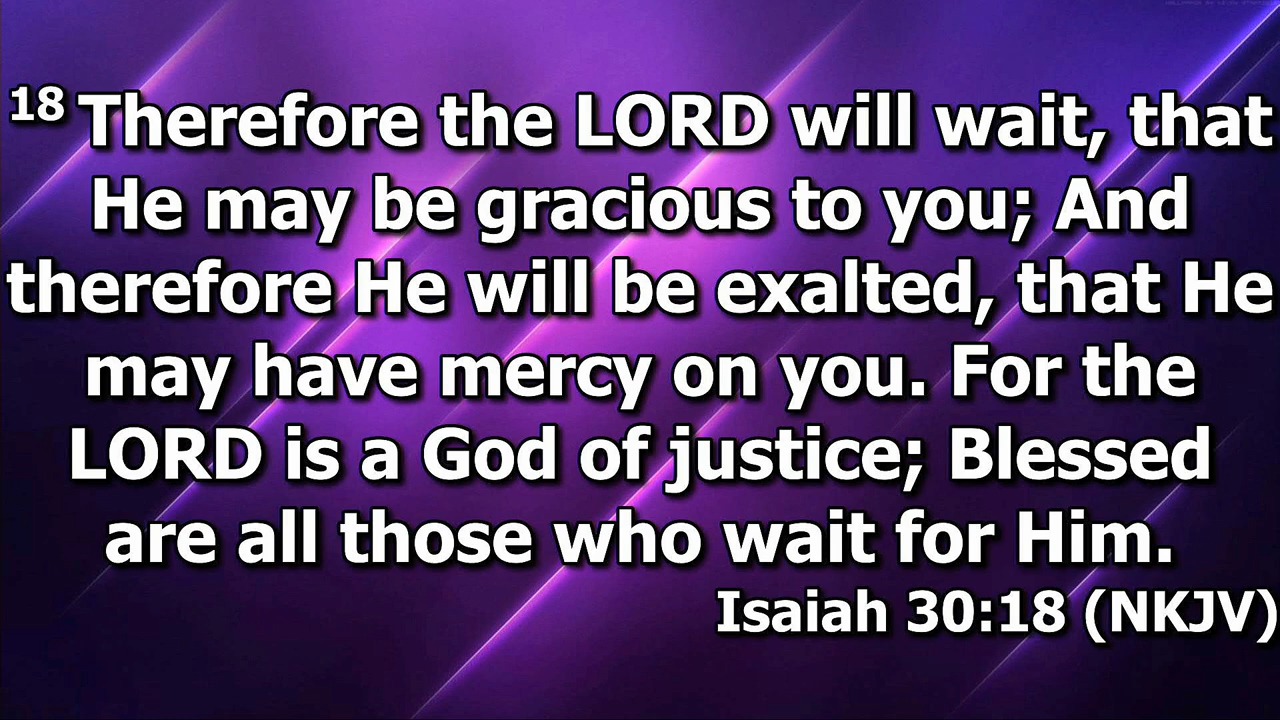 18 Therefore the LORD will wait, that
He may be gracious to you; And
therefore He will be exalted, that He
may have mercy on you. For the
LORD is a God of justice; Blessed
are all those who wait for Him.
Isaiah 30:18 (NKJV)